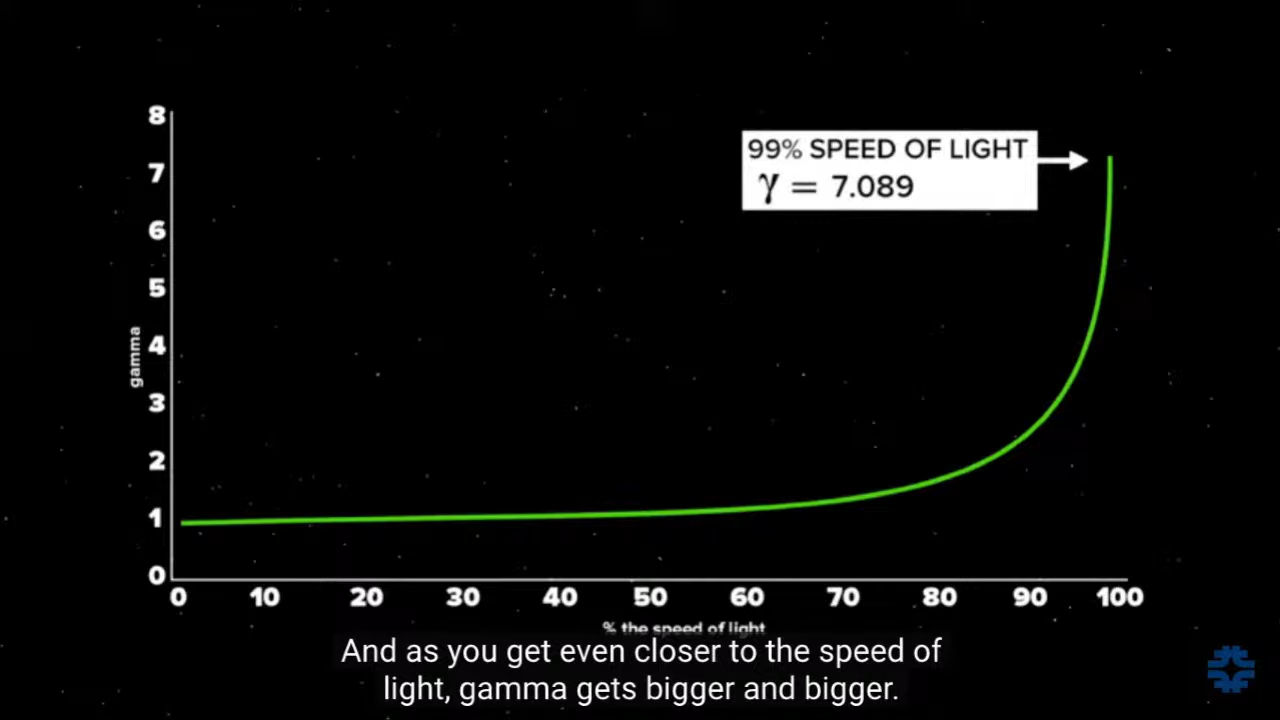 8
7
6
5
4
3
2
1
0
gamma
99% SPEED OF LIGHT
γ = 7.089
0 10 20 30 40 50 60 70 80 90 100
% the speed of light
And as you get even closer to the speed of
light, gamma gets bigger and bigger.